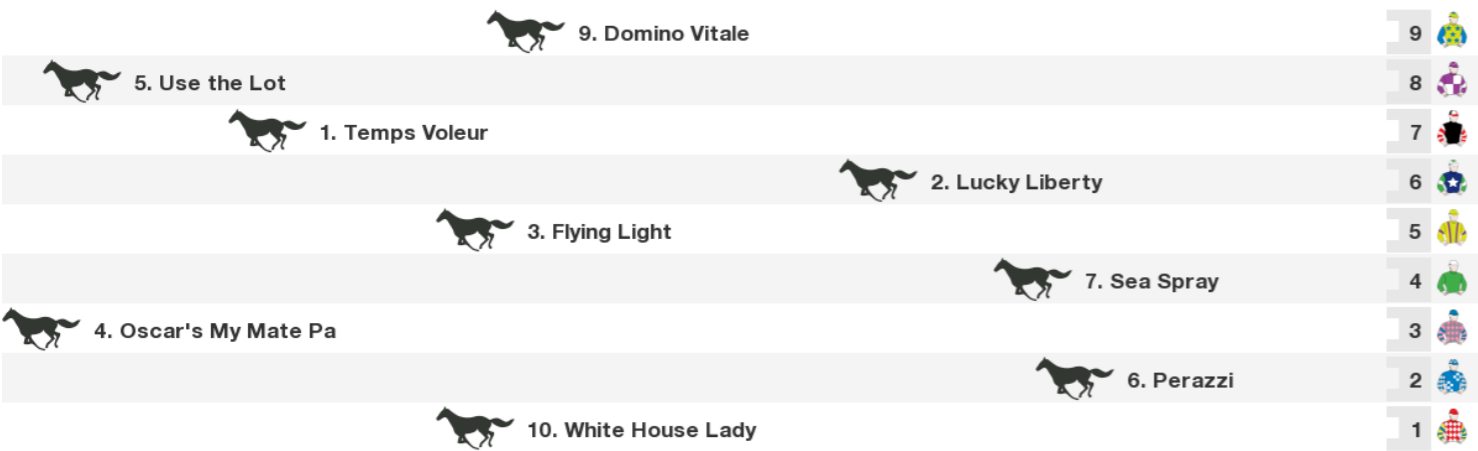 9. Domino Vitale 9
5. Use the Lot 8
1. Temps Voleur 7
2. Lucky Liberty 6
3. Flying Light 5
7. Sea Spray 4
4. Oscar's My Mate Pa 3
6. Perazzi 2
10. White House Lady 1